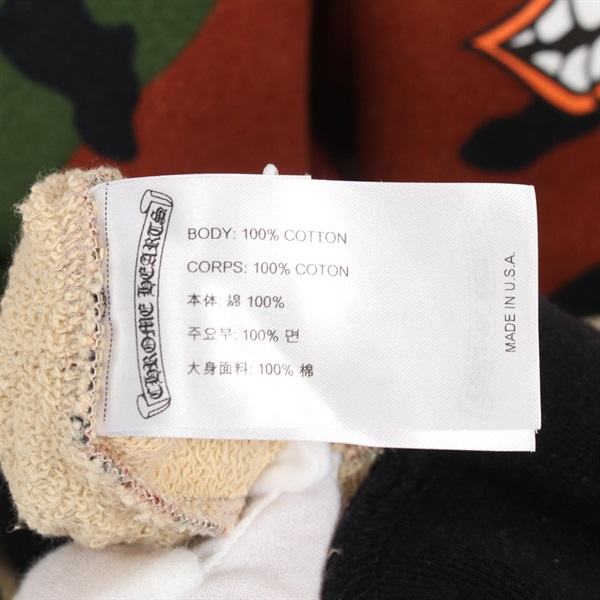 CHROME HEARTS
BODY: 100% COTTON
CORPS: 100% COTON
本体: 綿 100%
주요부: 100% 면
大身面料: 100% 棉
MADE IN U.S.A.